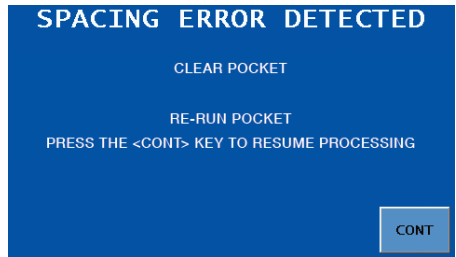 SPACING ERROR DETECTED
CLEAR POCKET
RE-RUN POCKET
PRESS THE <CONT> KEY TO RESUME PROCESSING
CONT